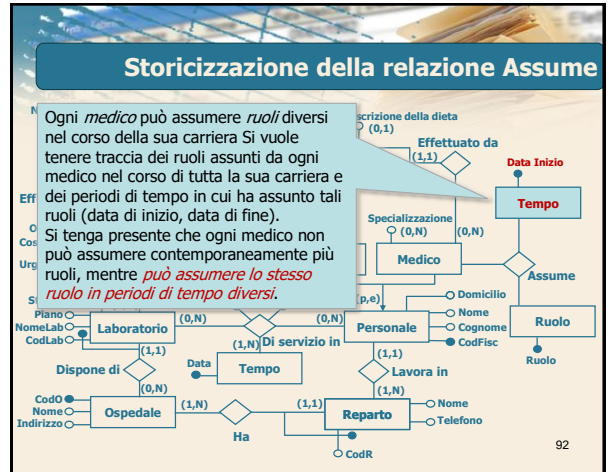 Storicizzazione della relazione Assume
Ogni medico può assumere ruoli diversi
nel corso della sua carriera Si vuole
tenere traccia dei ruoli assunti da ogni
medico nel corso di tutta la sua carriera e
dei periodi di tempo in cui ha assunto tali
ruoli (data di inizio, data di fine).
Si tenga presente che ogni medico non
può assumere contemporaneamente più
ruoli, mentre può assumere lo stesso
ruolo in periodi di tempo diversi.
scrizione della dieta
(0,1)
(1,1)
Effettuato da
Data Inizio
Tempo
Specializzazione
(0,N)
(0,N)
Medico
Assume
Ruolo
Ruolo
(p,e)
Domicilio
Nome
Cognome
CodFisc
Personale
(0,N)
(0,N)
Piano
NomeLab
CodLab
Laboratorio
(1,N)
Di servizio in
Data
Tempo
(1,1)
Dispone di
(0,N)
(1,1)
Lavora in
(1,N)
CodO
Nome
Indirizzo
Ospedale
(1,N)
Ha
(1,1)
Reparto
Nome
Telefono
CodR
92